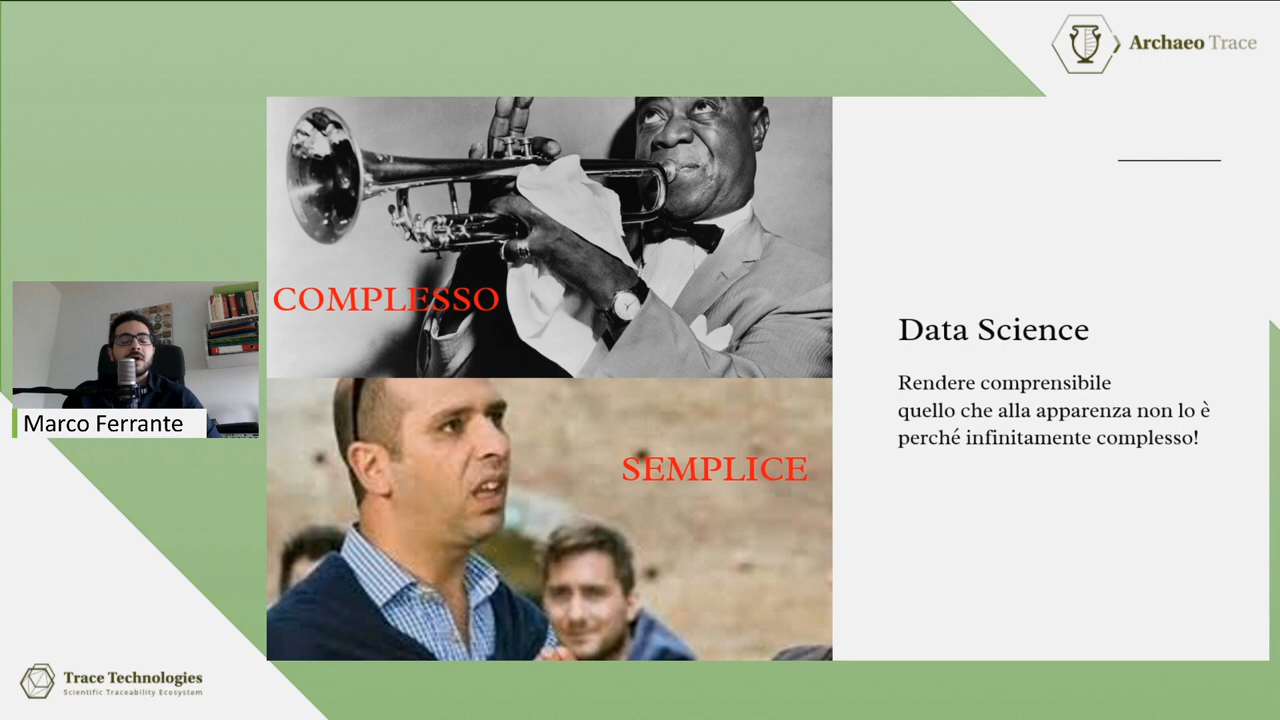 Archaeo Trace
COMPLESSO
SEMPLICE
Data Science
Rendere comprensibile
quello che alla apparenza non lo è
perché infinitamente complesso!
Marco Ferrante
Trace Technologies
Scientific Traceability Ecosystem